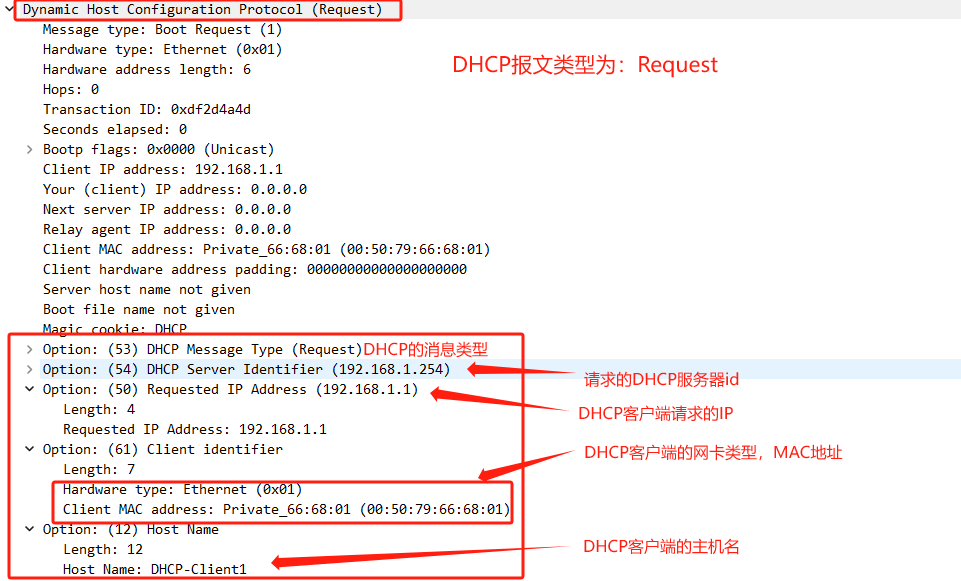 Dynamic Host Configuration Protocol (Request)
Message type: Boot Request (1)
Hardware type: Ethernet (0x01)
Hardware address length: 6
DHCP报文类型为：Request
Hops: 0
Transaction ID: 0xdf2d4a4d
Seconds elapsed: 0
Bootp flags: 0x0000 (Unicast)
Client IP address: 192.168.1.1
Your (client) IP address: 0.0.0.0
Next server IP address: 0.0.0.0
Relay agent IP address: 0.0.0.0
Client MAC address: Private_66:68:01 (00:50:79:66:68:01)
Client hardware address padding: 00000000000000000000
Server host name not given
Boot file name not given
Magic cookie: DHCP
Option: (53) DHCP Message Type (Request)DHCP的消息类型
Option: (54) DHCP Server Identifier (192.168.1.254)
请求的DHCP服务器id
Option: (50) Requested IP Address (192.168.1.1)
Length: 4
DHCP客户端请求的IP
Requested IP Address: 192.168.1.1
Option: (61) Client identifier
DHCP客户端的网卡类型，MAC地址
Length: 7
Hardware type: Ethernet (0x01)
Client MAC address: Private_66:68:01 (00:50:79:66:68:01)
Option: (12) Host Name
Length: 12
DHCP客户端的主机名
Host Name: DHCP-Client1